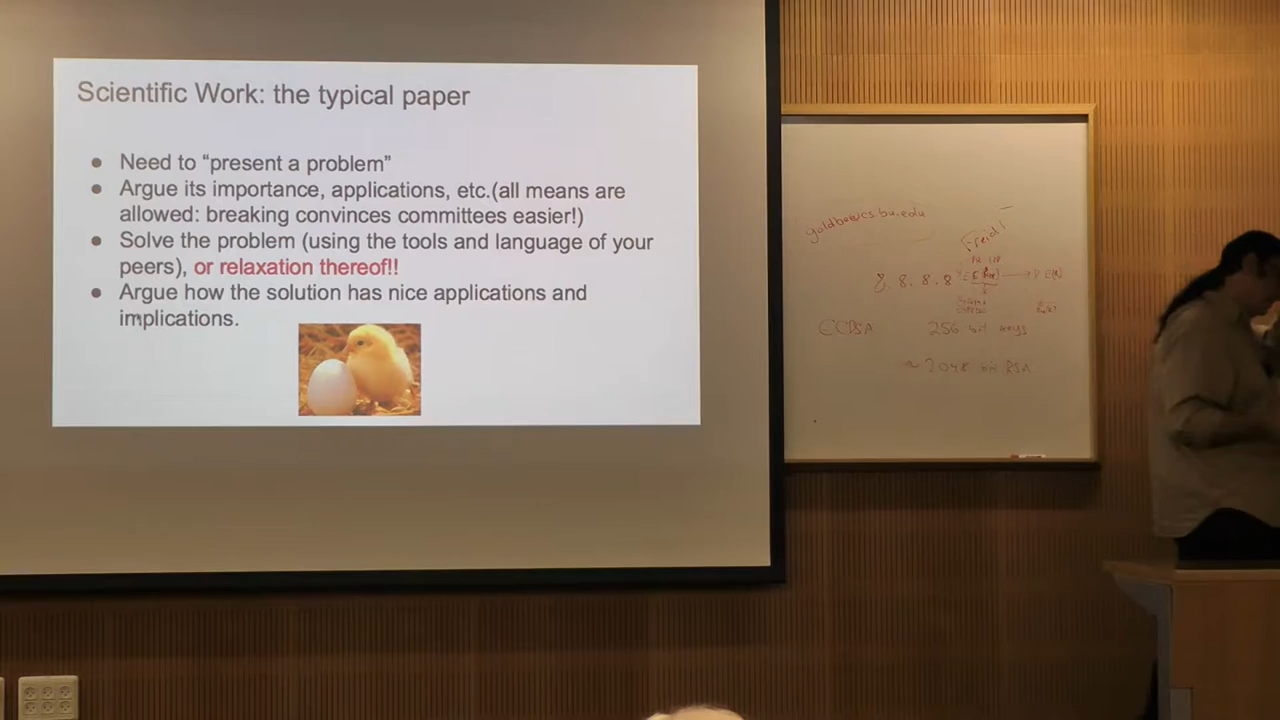 Scientific Work: the typical paper
● Need to “present a problem”
● Argue its importance, applications, etc.(all means are
allowed: breaking convinces committees easier!)
● Solve the problem (using the tools and language of your
peers), or relaxation thereof!!
● Argue how the solution has nice applications and
implications.
8.8.8.8
ECDSA 256 bit keys
~ 2048 bit RSA